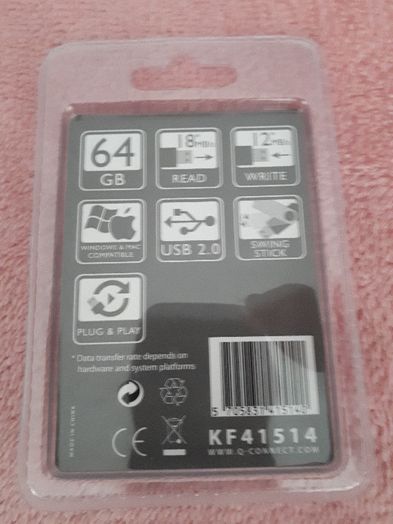 64
GB
18* MB/s
READ
12* MB/s
WRITE
WINDOWS & MAC
COMPATIBLE
USB 2.0
SWING
STICK
PLUG & PLAY
* Data transfer rate depends on
hardware and system platforms
MADE IN CHINA
CE
KF41514
WWW.Q-CONNECT.COM